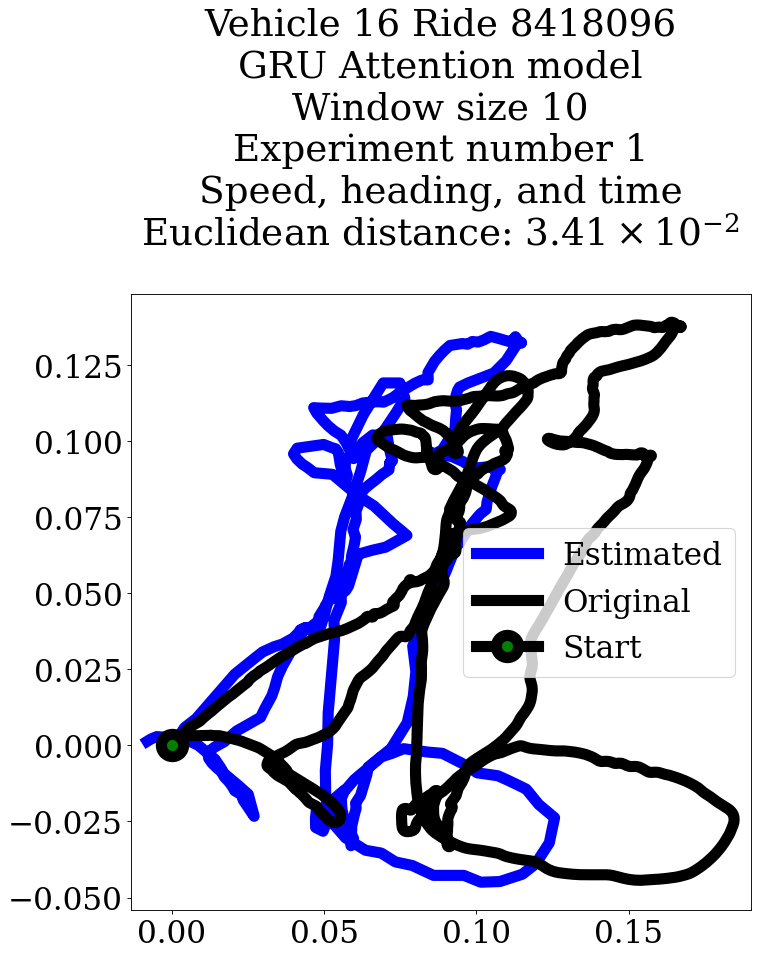 Vehicle 16 Ride 8418096
GRU Attention model
Window size 10
Experiment number 1
Speed, heading, and time
Euclidean distance: 3.41 × 10⁻²
0.125
0.100
0.075
0.050
0.025
0.000
−0.025
−0.050
Estimated
Original
Start
0.00 0.05 0.10 0.15